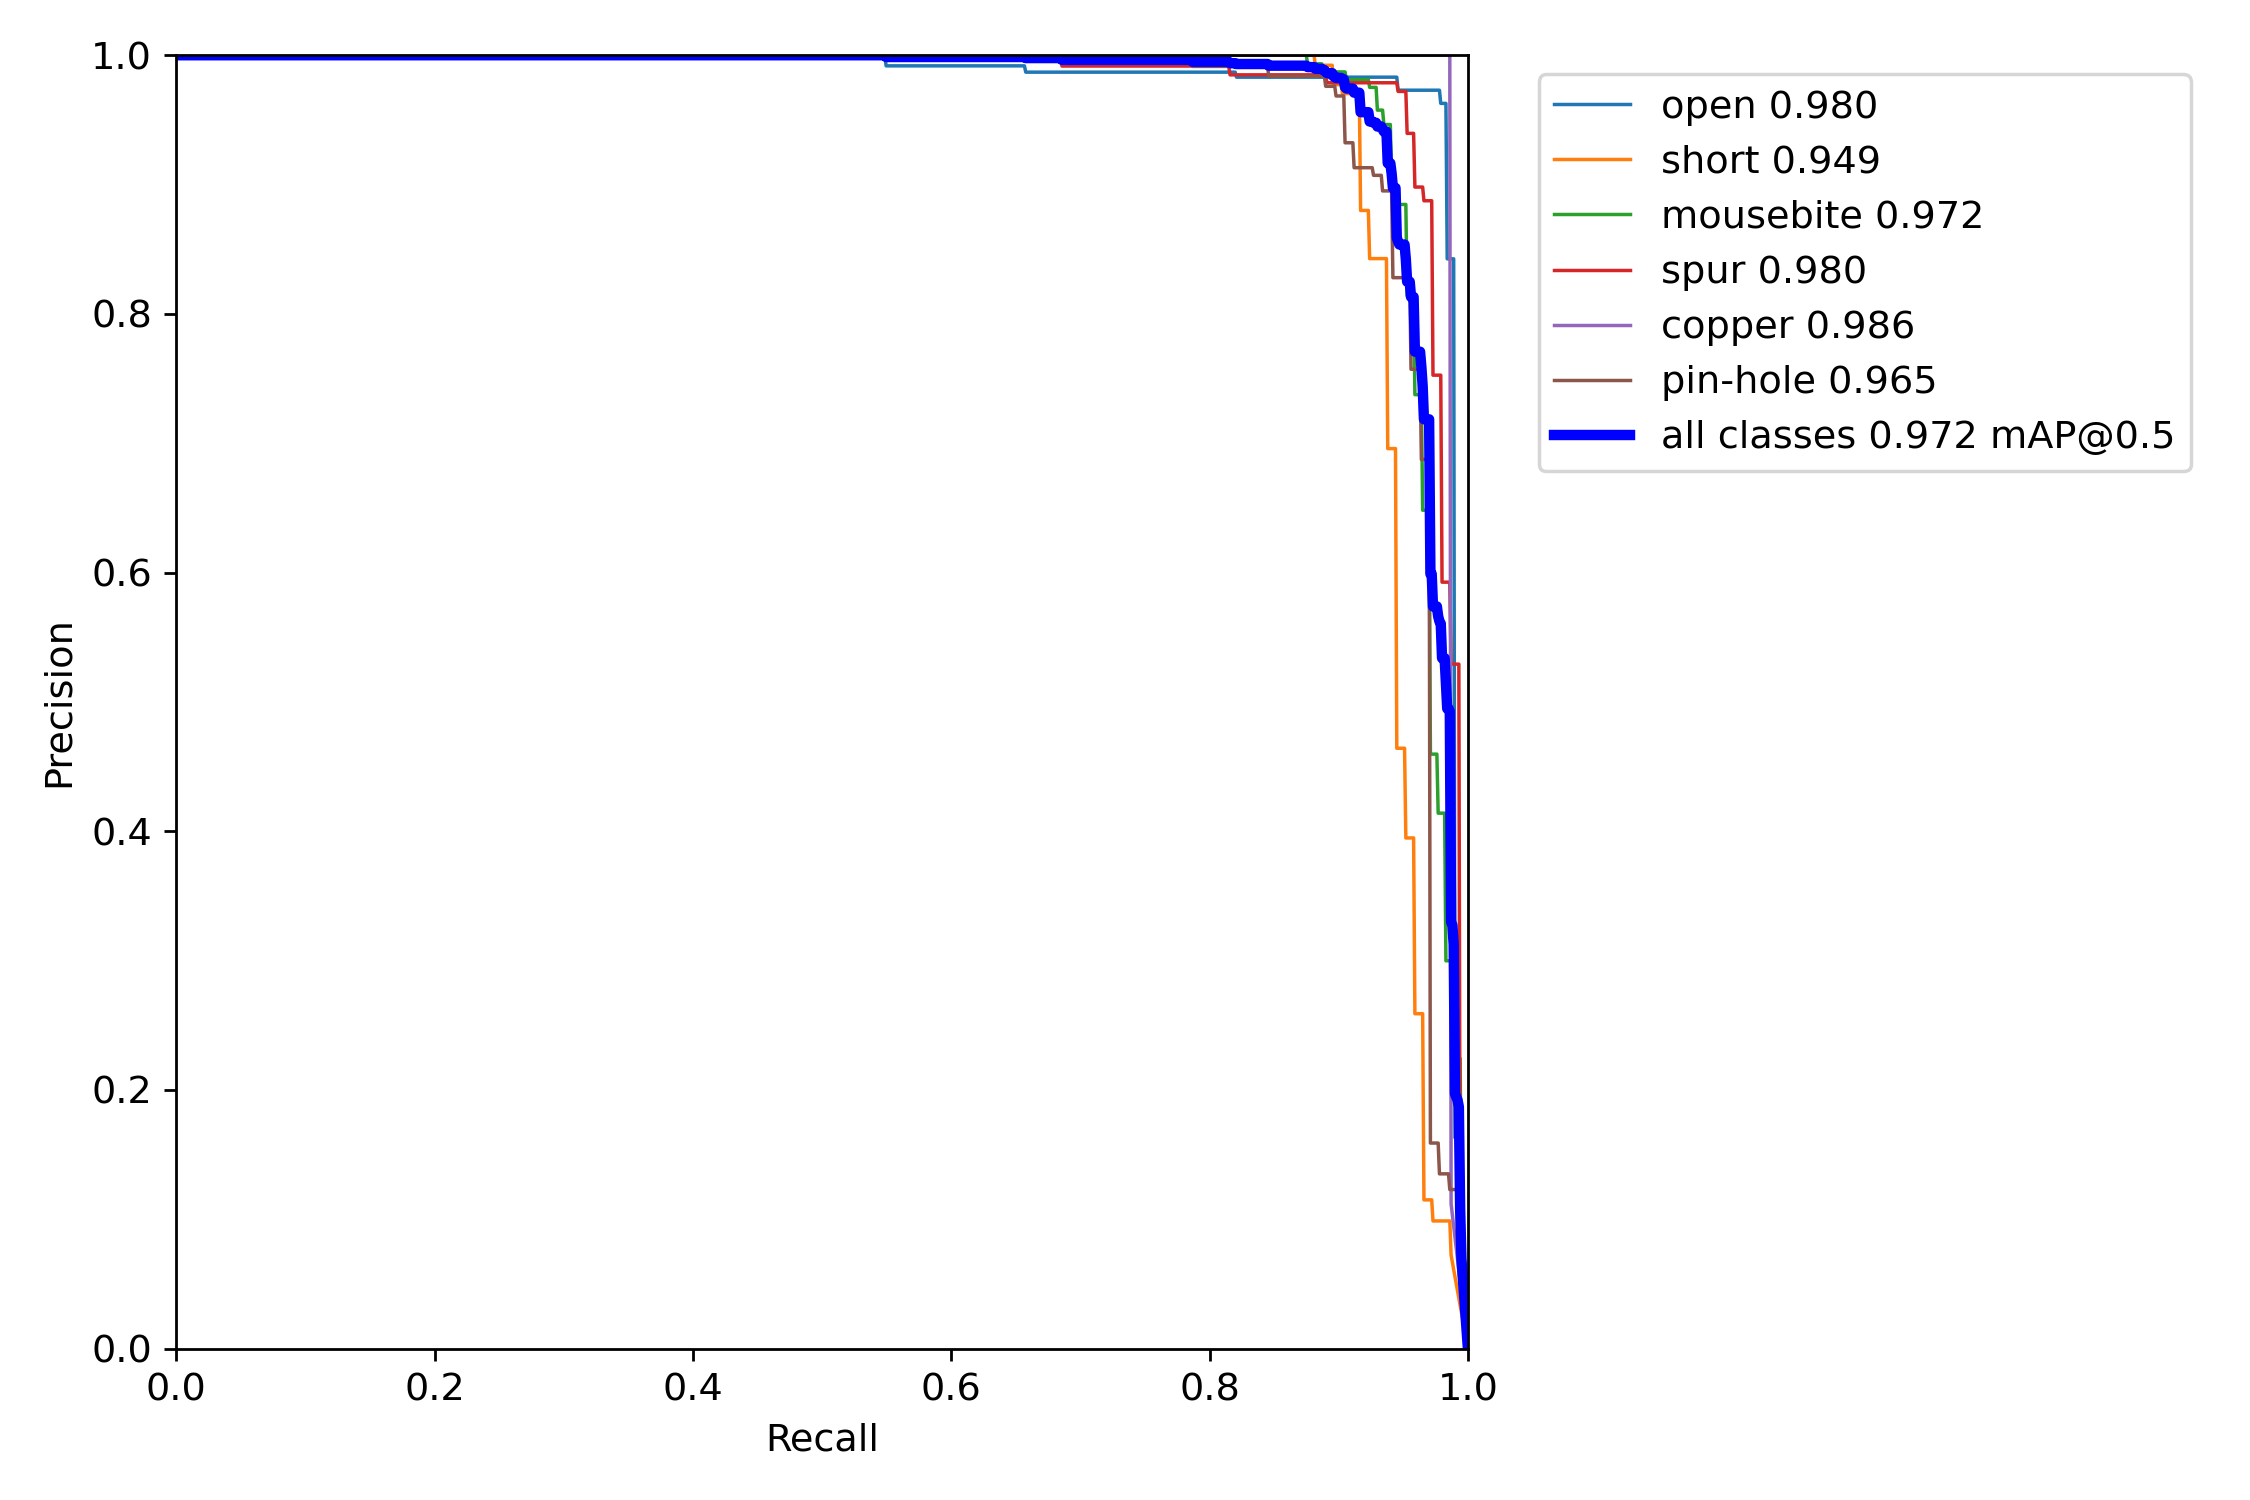 1.0
0.8
0.6
0.4
0.2
0.0
Precision
0.0 0.2 0.4 0.6 0.8 1.0
Recall
open 0.980
short 0.949
mousebite 0.972
spur 0.980
copper 0.986
pin-hole 0.965
all classes 0.972 mAP@0.5